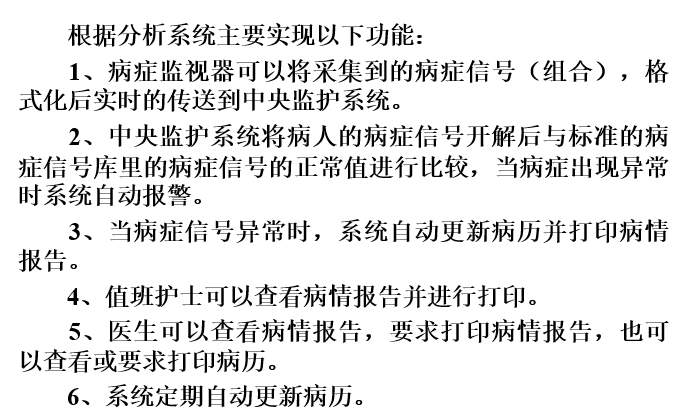 根据分析系统主要实现以下功能：
1、病症监视器可以将采集到的病症信号（组合），格
式化后实时的传送到中央监护系统。
2、中央监护系统将病人的病症信号开解后与标准的病
症信号库里的病症信号的正常值进行比较，当病症出现异常
时系统自动报警。
3、当病症信号异常时，系统自动更新病历并打印病情
报告。
4、值班护士可以查看病情报告并进行打印。
5、医生可以查看病情报告，要求打印病情报告，也可
以查看或要求打印病历。
6、系统定期自动更新病历。